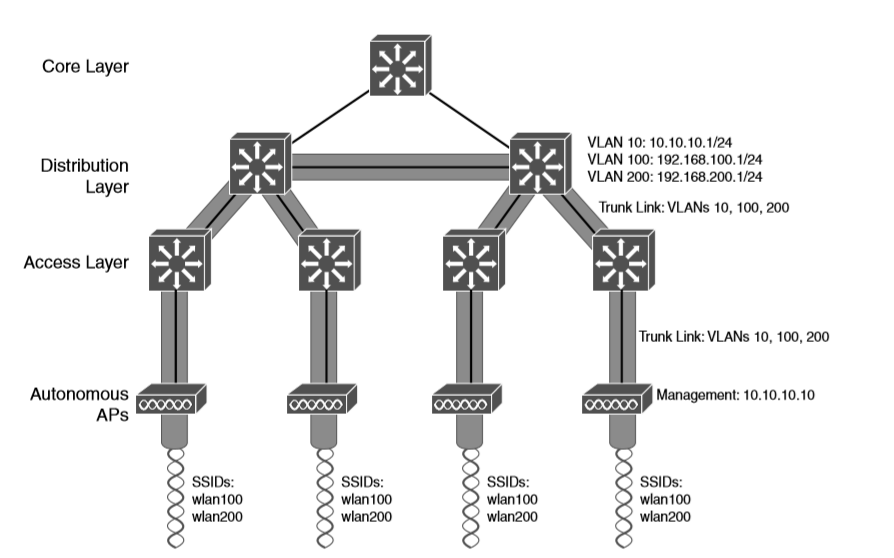 Core Layer
Distribution
Layer
VLAN 10: 10.10.10.1/24
VLAN 100: 192.168.100.1/24
VLAN 200: 192.168.200.1/24
Trunk Link: VLANs 10, 100, 200
Access Layer
Trunk Link: VLANs 10, 100, 200
Autonomous
APs
Management: 10.10.10.10
SSIDs:
wlan100
wlan200
SSIDs:
wlan100
wlan200
SSIDs:
wlan100
wlan200
SSIDs:
wlan100
wlan200